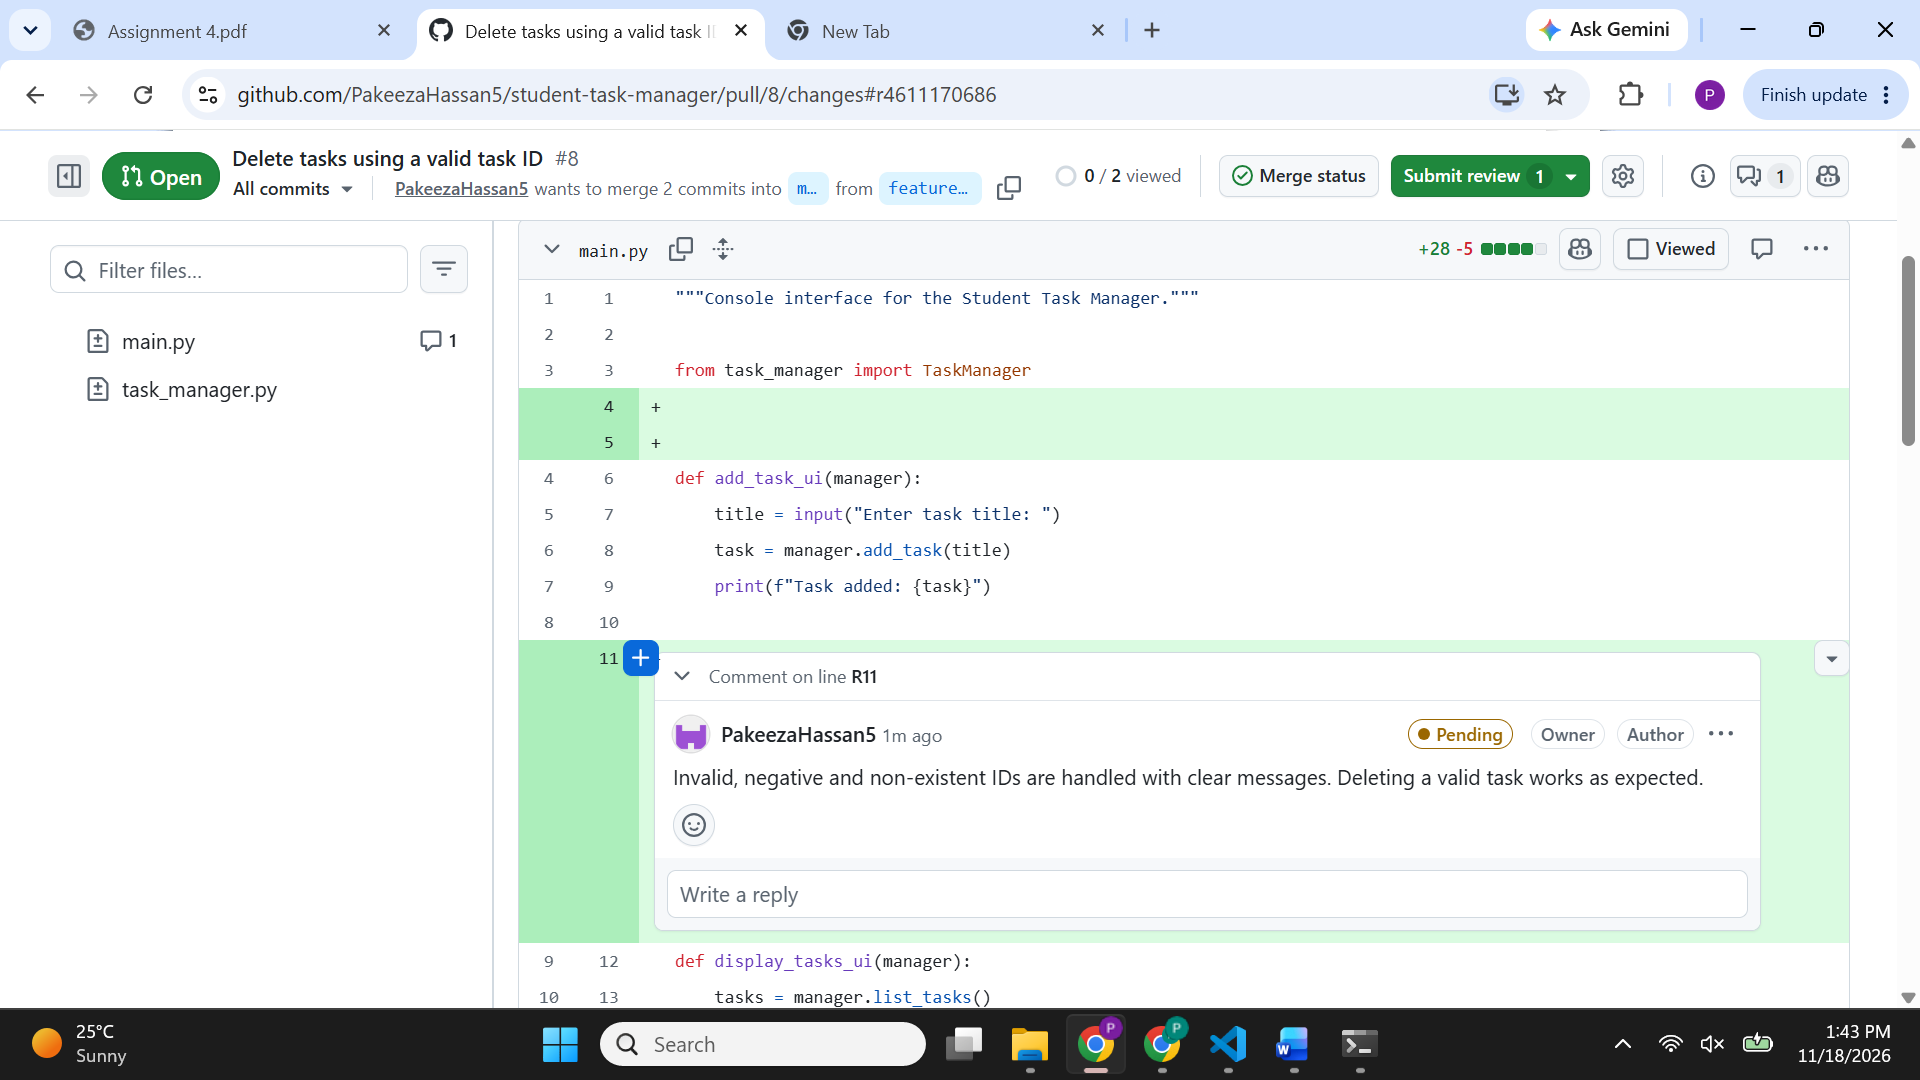 Assignment 4.pdf
Delete tasks using a valid task I
New Tab
Ask Gemini
github.com/PakeezaHassan5/student-task-manager/pull/8/changes#r4611170686
P
Finish update
Open
Delete tasks using a valid task ID #8
All commits
PakeezaHassan5 wants to merge 2 commits into m… from feature…
0 / 2 viewed
Merge status
Submit review 1
1
Filter files...
main.py 1
task_manager.py
main.py
+28 -5
Viewed
1 1 """Console interface for the Student Task Manager."""
2 2
3 3 from task_manager import TaskManager
4 +
5 +
4 6 def add_task_ui(manager):
5 7 title = input("Enter task title: ")
6 8 task = manager.add_task(title)
7 9 print(f"Task added: {task}")
8 10
11
Comment on line R11
PakeezaHassan5 1m ago
Pending
Owner
Author
Invalid, negative and non-existent IDs are handled with clear messages. Deleting a valid task works as expected.
Write a reply
9 12 def display_tasks_ui(manager):
10 13 tasks = manager.list_tasks()
25°C
Sunny
Search
P
P
1:43 PM
11/18/2026